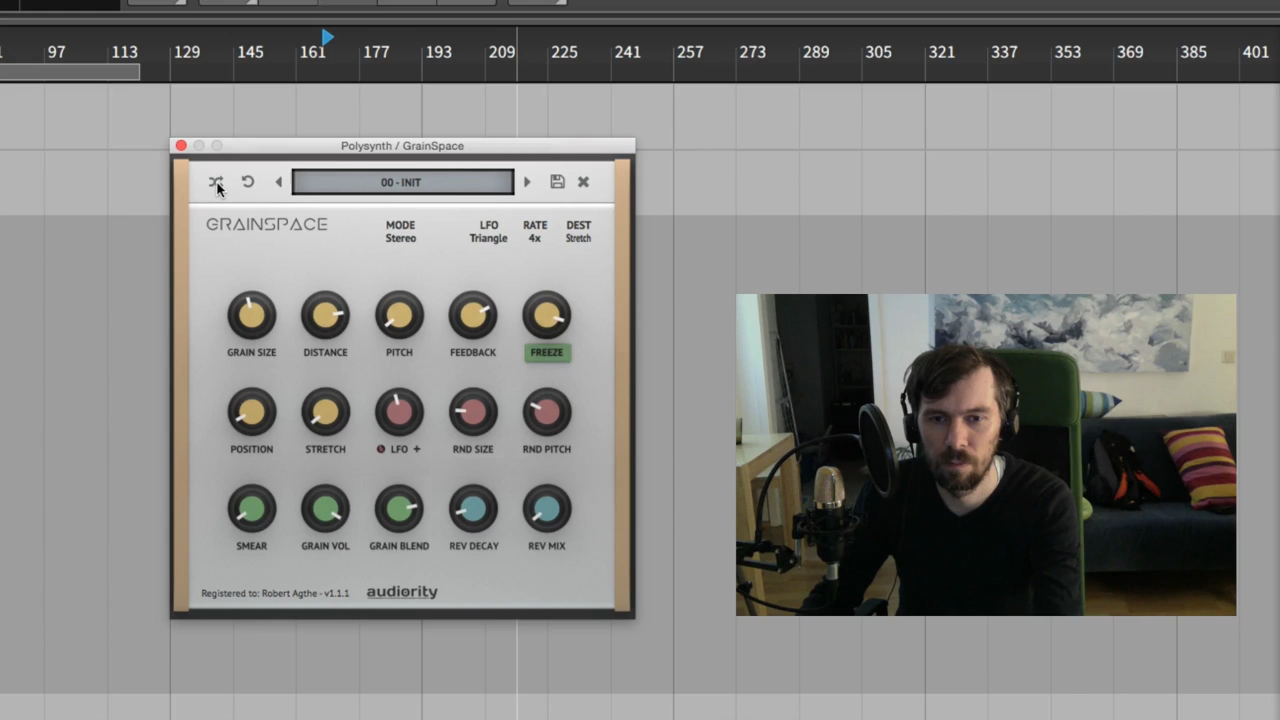 97 113 129 145 161 177 193 209 225 241 257 273 289 305 321 337 353 369 385 401
Polysynth / GrainSpace
00 - INIT
GRAINSPACE
MODE LFO RATE DEST
Stereo Triangle 4x Stretch
GRAIN SIZE DISTANCE PITCH FEEDBACK FREEZE
POSITION STRETCH LFO + RND SIZE RND PITCH
SMEAR GRAIN VOL GRAIN BLEND REV DECAY REV MIX
Registered to: Robert Agthe - v1.1.1 audiority